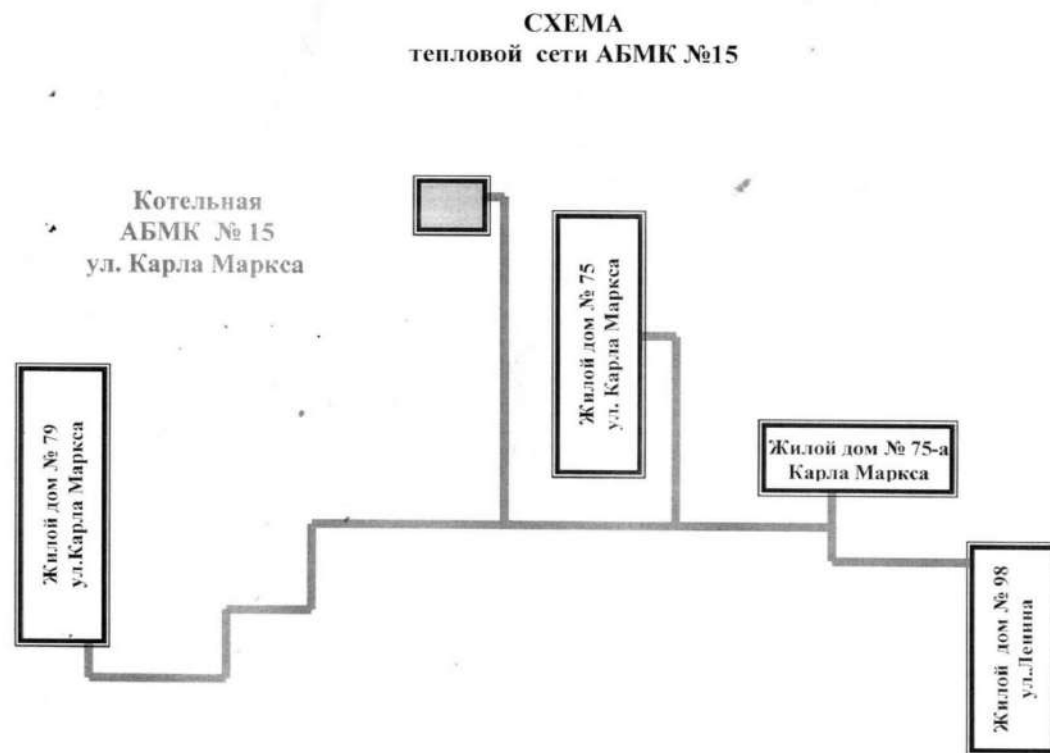 СХЕМА
тепловой сети АБМК №15
Котельная
АБМК № 15
ул. Карла Маркса
Жилой дом № 75
ул. Карла Маркса
Жилой дом № 79
ул.Карла Маркса
Жилой дом № 75-а
Карла Маркса
Жилой дом № 98
ул.Ленина